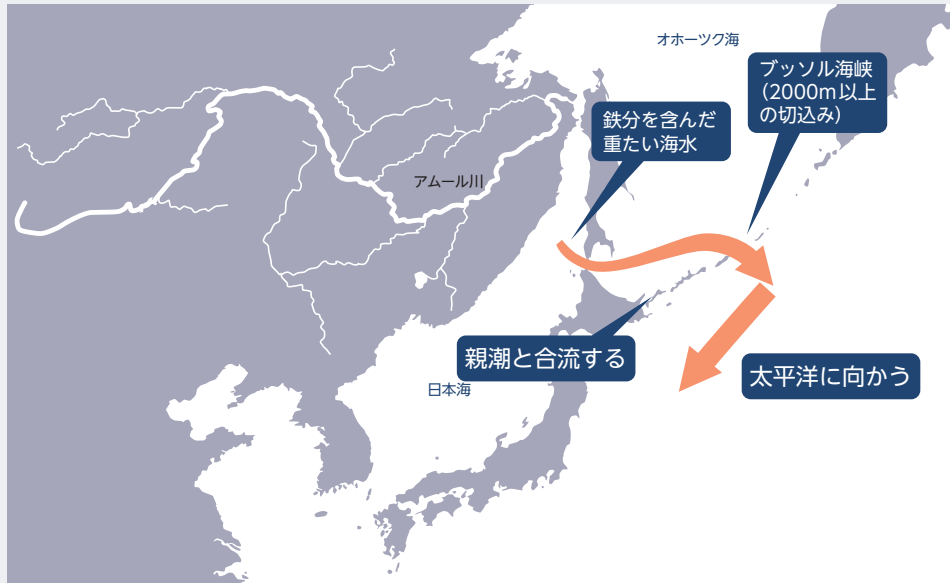 オホーツク海
ブッソル海峡
（2000m以上
の切込み）
鉄分を含んだ
重たい海水
アムール川
親潮と合流する
太平洋に向かう
日本海